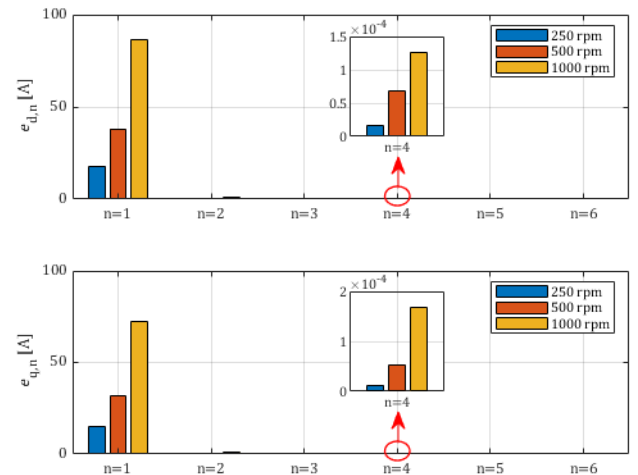 100
50
0
e_d,n [A]
×10^-4
1.5
1
0.5
0
n=4
250 rpm
500 rpm
1000 rpm
n=1 n=2 n=3 n=4 n=5 n=6
100
50
0
e_q,n [A]
×10^-4
2
1
0
n=4
250 rpm
500 rpm
1000 rpm
n=1 n=2 n=3 n=4 n=5 n=6